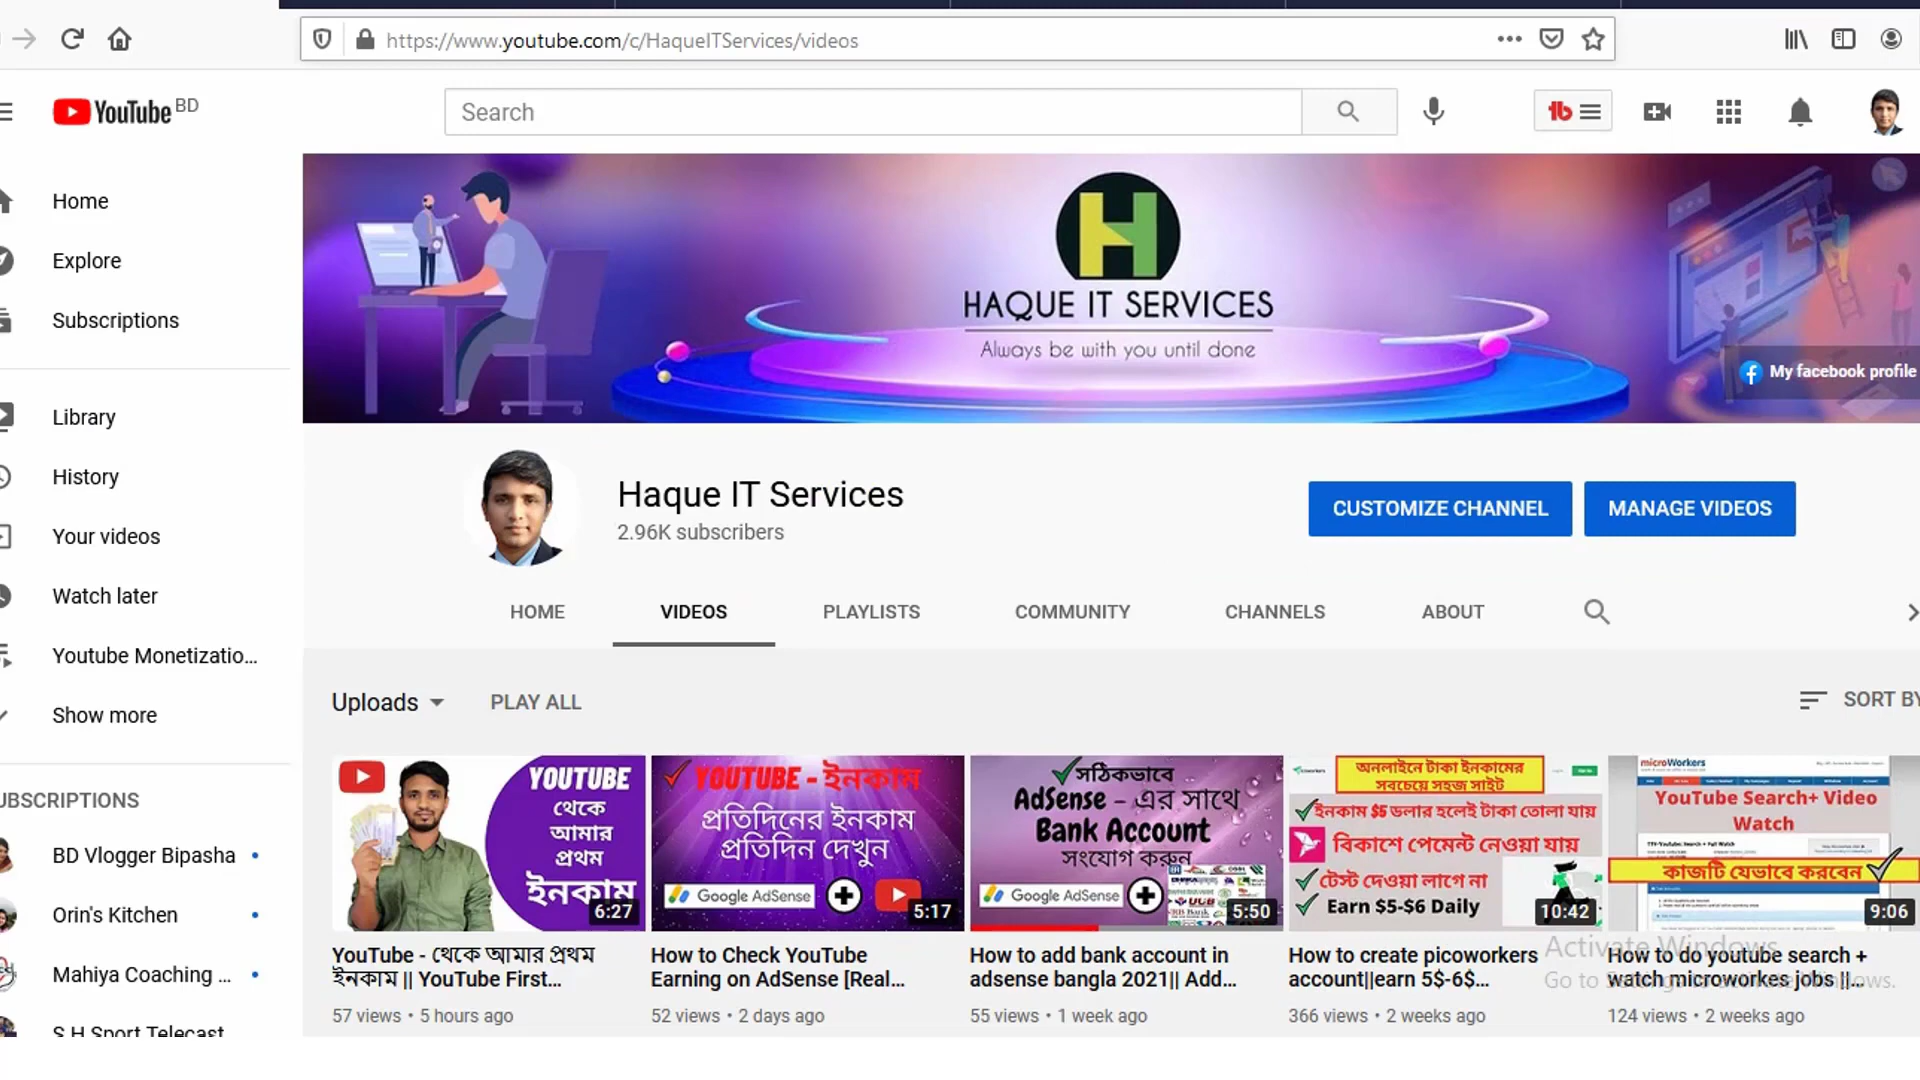 https://www.youtube.com/c/HaqueITServices/videos
YouTube BD
Search
Home
Explore
Subscriptions
Library
History
Your videos
Watch later
Youtube Monetizatio...
Show more
UBSCRIPTIONS
BD Vlogger Bipasha
Orin's Kitchen
Mahiya Coaching ...
S H Sport Telecast
H
HAQUE IT SERVICES
Always be with you until done
My facebook profile
Haque IT Services
2.96K subscribers
CUSTOMIZE CHANNEL
MANAGE VIDEOS
HOME
VIDEOS
PLAYLISTS
COMMUNITY
CHANNELS
ABOUT
Uploads
PLAY ALL
SORT BY
YOUTUBE
থেকে
আমার
প্রথম
ইনকাম
6:27
YOUTUBE - ইনকাম
প্রতিদিনের ইনকাম
প্রতিদিন দেখুন
Google AdSense
5:17
সঠিকভাবে
AdSense - এর সাথে
Bank Account
সংযোগ করুন
Google AdSense
UCB
5:50
অনলাইনে টাকা ইনকামের
সবচেয়ে সহজ সাইট
ইনকাম $5 ডলার হলেই টাকা তোলা যায়
বিকাশে পেমেন্ট নেওয়া যায়
টেস্ট দেওয়া লাগে না
Earn $5-$6 Daily
10:42
microWorkers
YouTube Search+ Video
Watch
কাজটি যেভাবে করবেন
9:06
YouTube - থেকে আমার প্রথম
ইনকাম || YouTube First...
57 views • 5 hours ago
How to Check YouTube
Earning on AdSense [Real...
52 views • 2 days ago
How to add bank account in
adsense bangla 2021|| Add...
55 views • 1 week ago
How to create picoworkers
account||earn 5$-6$...
366 views • 2 weeks ago
How to do youtube search +
watch microworkes jobs ||...
124 views • 2 weeks ago
Activate Windows
Go to Settings to activate Windows.